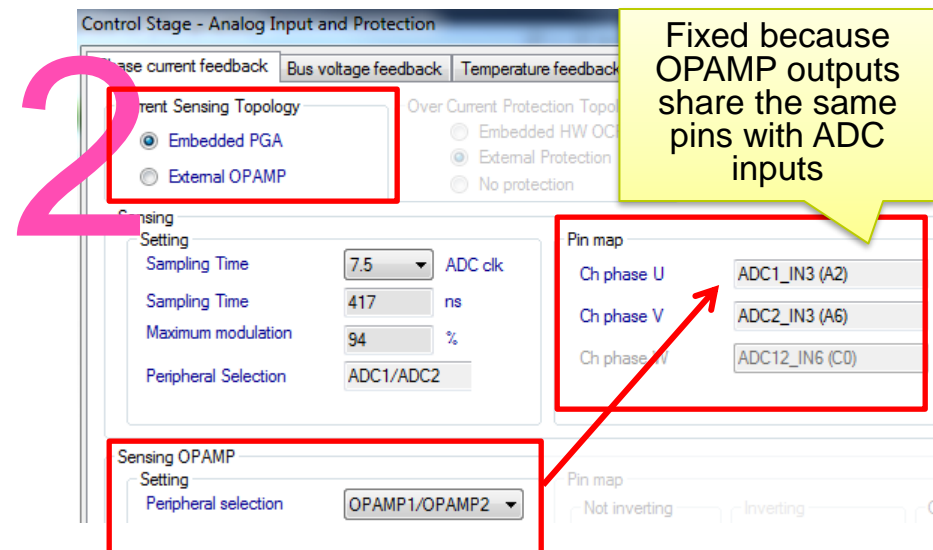 Control Stage - Analog Input and Protection
Fixed because
OPAMP outputs
share the same
pins with ADC
inputs
2
Phase current feedback Bus voltage feedback Temperature feedback
Current Sensing Topology
Embedded PGA
External OPAMP
Over Current Protection
Embedded HW
External Protection
No protection
Sensing
Setting
Sampling Time 7.5 ADC clk
Sampling Time 417 ns
Maximum modulation 94 %
Peripheral Selection ADC1/ADC2
Pin map
Ch phase U ADC1_IN3 (A2)
Ch phase V ADC2_IN3 (A6)
Ch phase W ADC12_IN6 (C0)
Sensing OPAMP
Setting
Peripheral selection OPAMP1/OPAMP2
Pin map
Not inverting Inverting